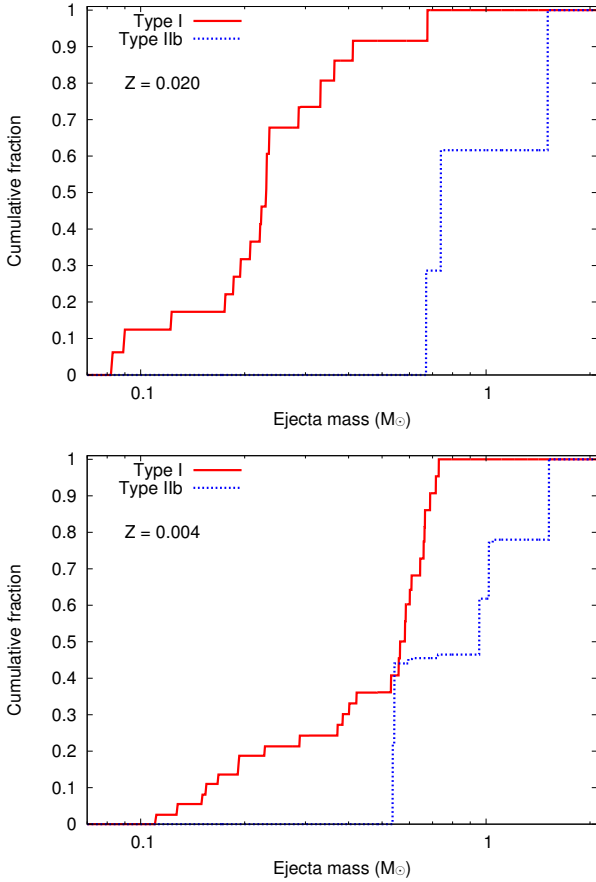 1
0.9
0.8
0.7
0.6
0.5
0.4
0.3
0.2
0.1
0
Cumulative fraction
Type I
Type IIb
Z = 0.020
0.1 1
Ejecta mass (M☉)
1
0.9
0.8
0.7
0.6
0.5
0.4
0.3
0.2
0.1
0
Cumulative fraction
Type I
Type IIb
Z = 0.004
0.1 1
Ejecta mass (M☉)